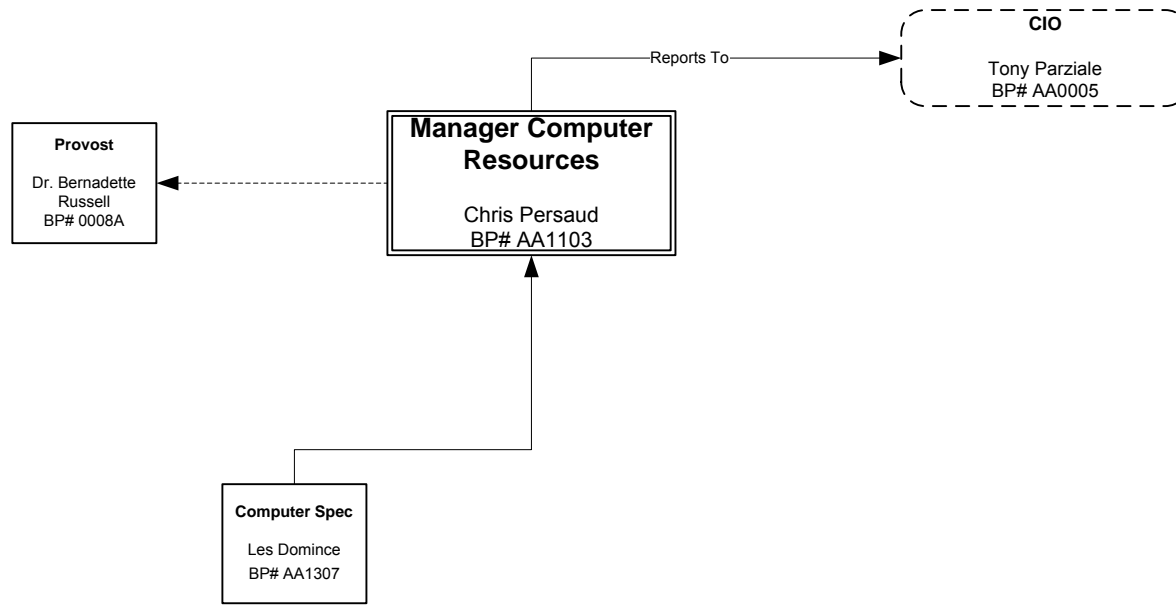 CIO
Tony Parziale
BP# AA0005
Reports To
Manager Computer
Resources
Chris Persaud
BP# AA1103
Provost
Dr. Bernadette
Russell
BP# 0008A
Computer Spec
Les Domince
BP# AA1307